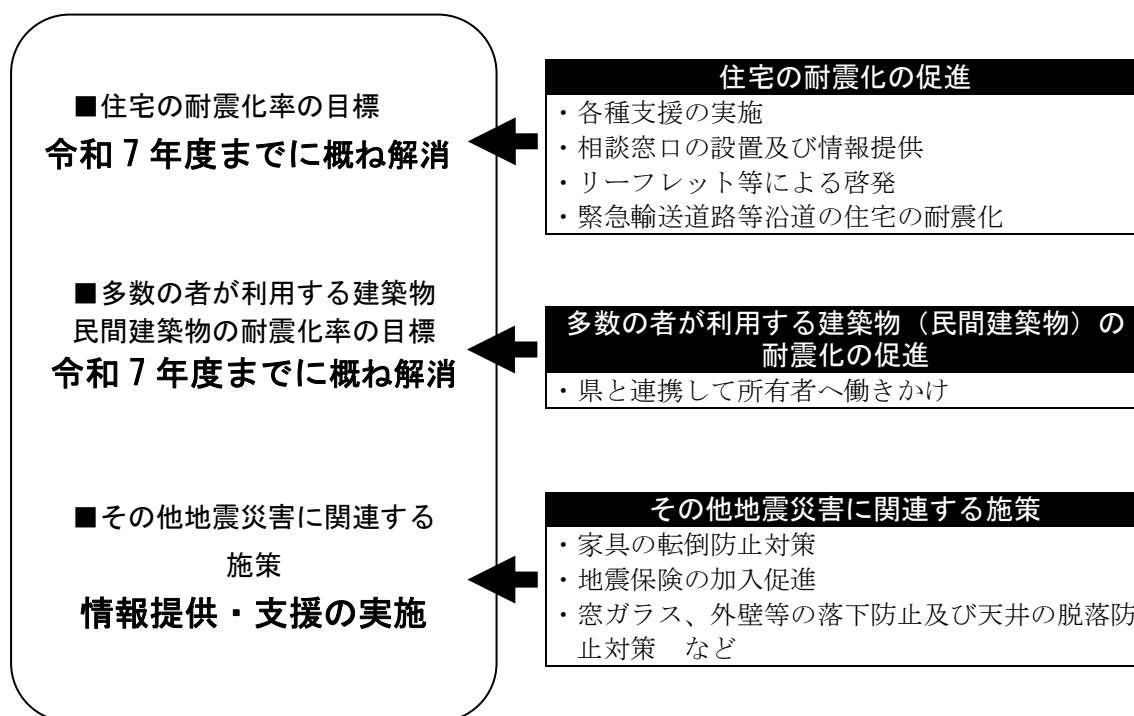 ■住宅の耐震化率の目標
令和7年度までに概ね解消
住宅の耐震化の促進
・各種支援の実施
・相談窓口の設置及び情報提供
・リーフレット等による啓発
・緊急輸送道路等沿道の住宅の耐震化
■多数の者が利用する建築物
民間建築物の耐震化率の目標
令和7年度までに概ね解消
多数の者が利用する建築物（民間建築物）の
耐震化の促進
・県と連携して所有者へ働きかけ
■その他地震災害に関連する
施策
情報提供・支援の実施
その他地震災害に関連する施策
・家具の転倒防止対策
・地震保険の加入促進
・窓ガラス、外壁等の落下防止及び天井の脱落防
止対策　など